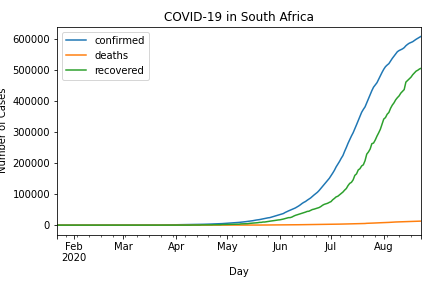 COVID-19 in South Africa
confirmed
deaths
recovered
Number of Cases
600000
500000
400000
300000
200000
100000
0
Feb Mar Apr May Jun Jul Aug
2020
Day